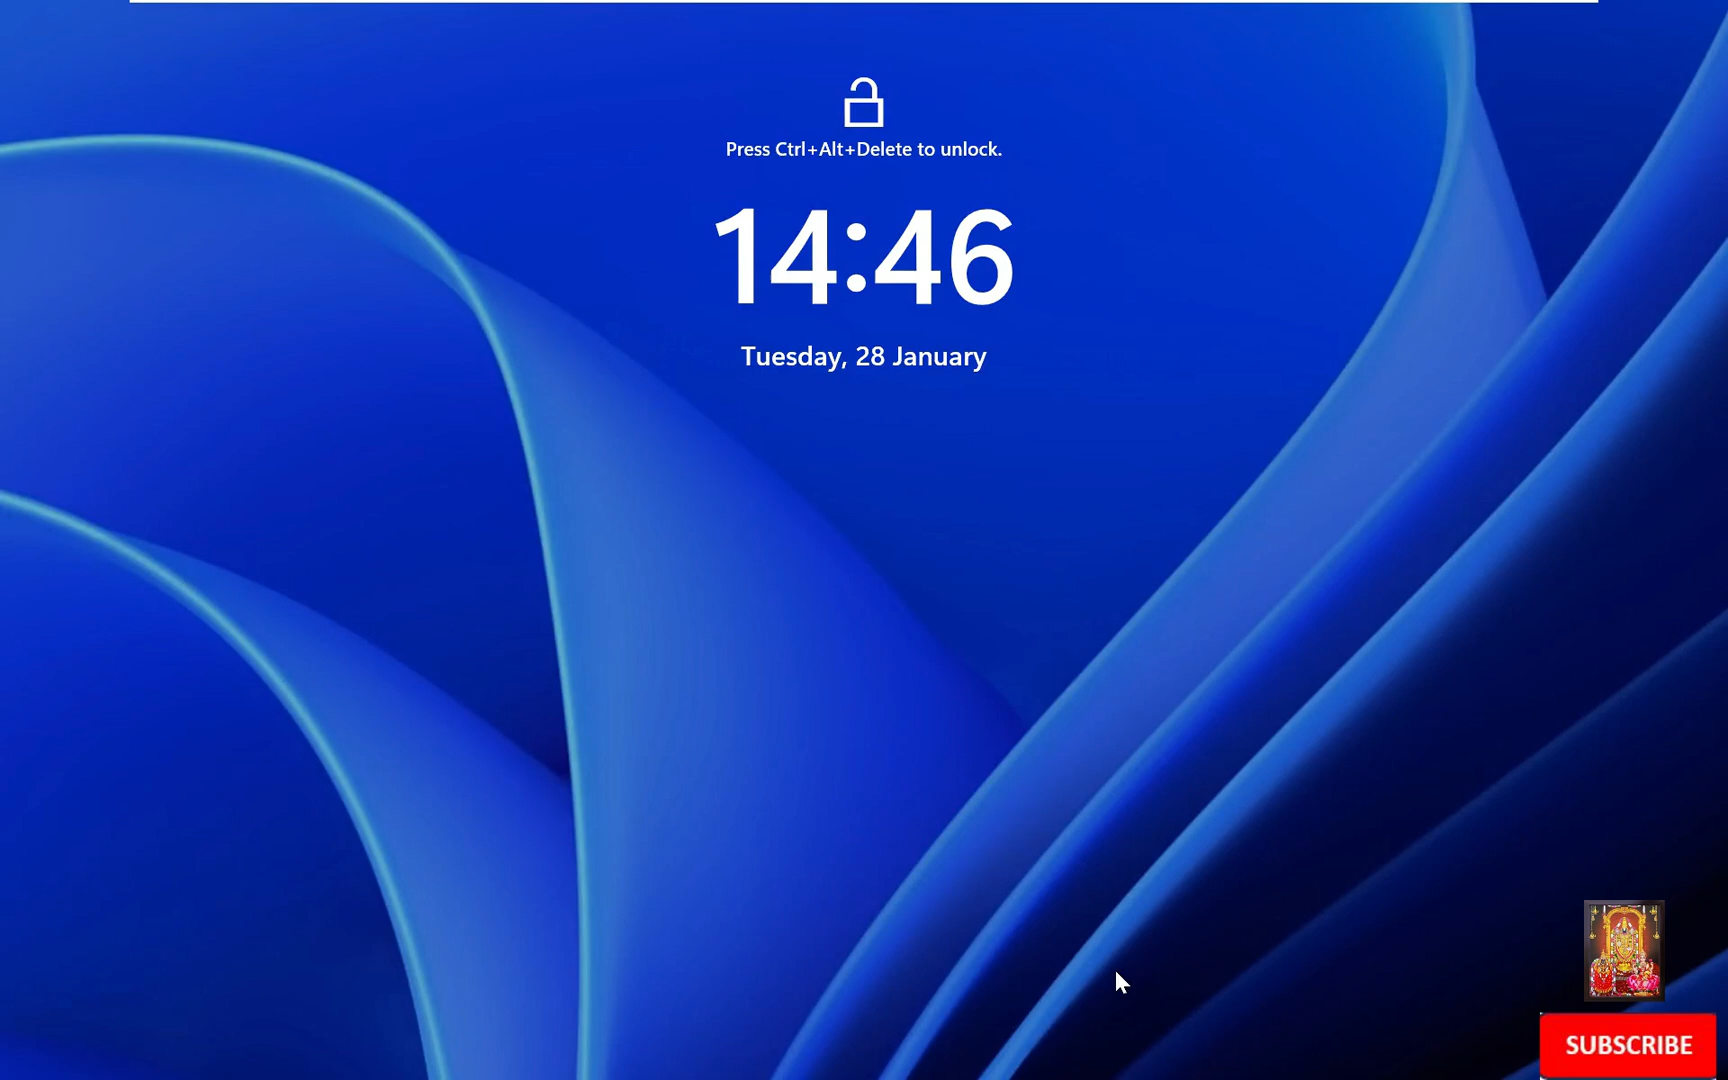 Press Ctrl+Alt+Delete to unlock.
14:46
Tuesday, 28 January
SUBSCRIBE